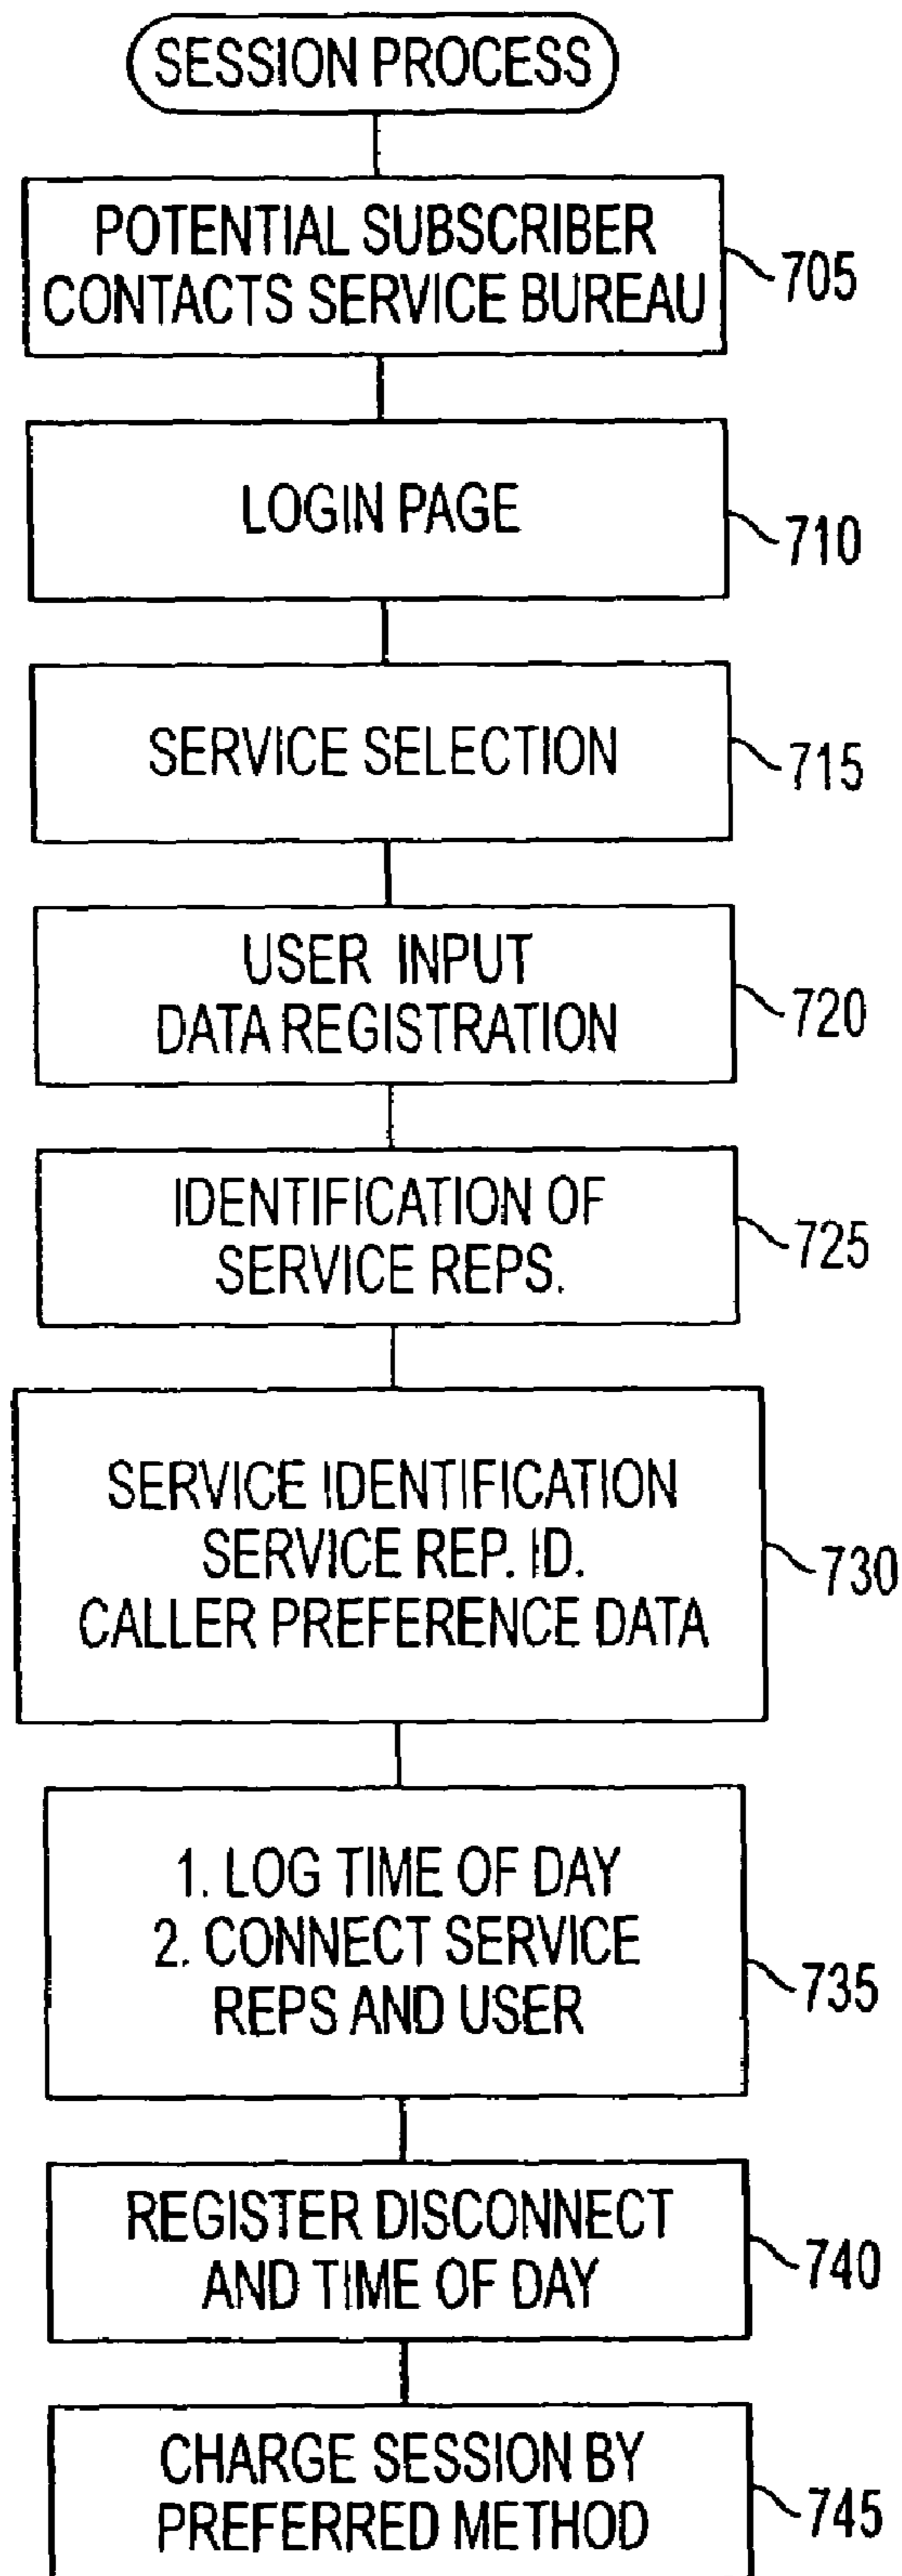 SESSION PROCESS
POTENTIAL SUBSCRIBER
CONTACTS SERVICE BUREAU
705
LOGIN PAGE
710
SERVICE SELECTION
715
USER INPUT
DATA REGISTRATION
720
IDENTIFICATION OF
SERVICE REPS.
725
SERVICE IDENTIFICATION
SERVICE REP. ID.
CALLER PREFERENCE DATA
730
1. LOG TIME OF DAY
2. CONNECT SERVICE
REPS AND USER
735
REGISTER DISCONNECT
AND TIME OF DAY
740
CHARGE SESSION BY
PREFERRED METHOD
745